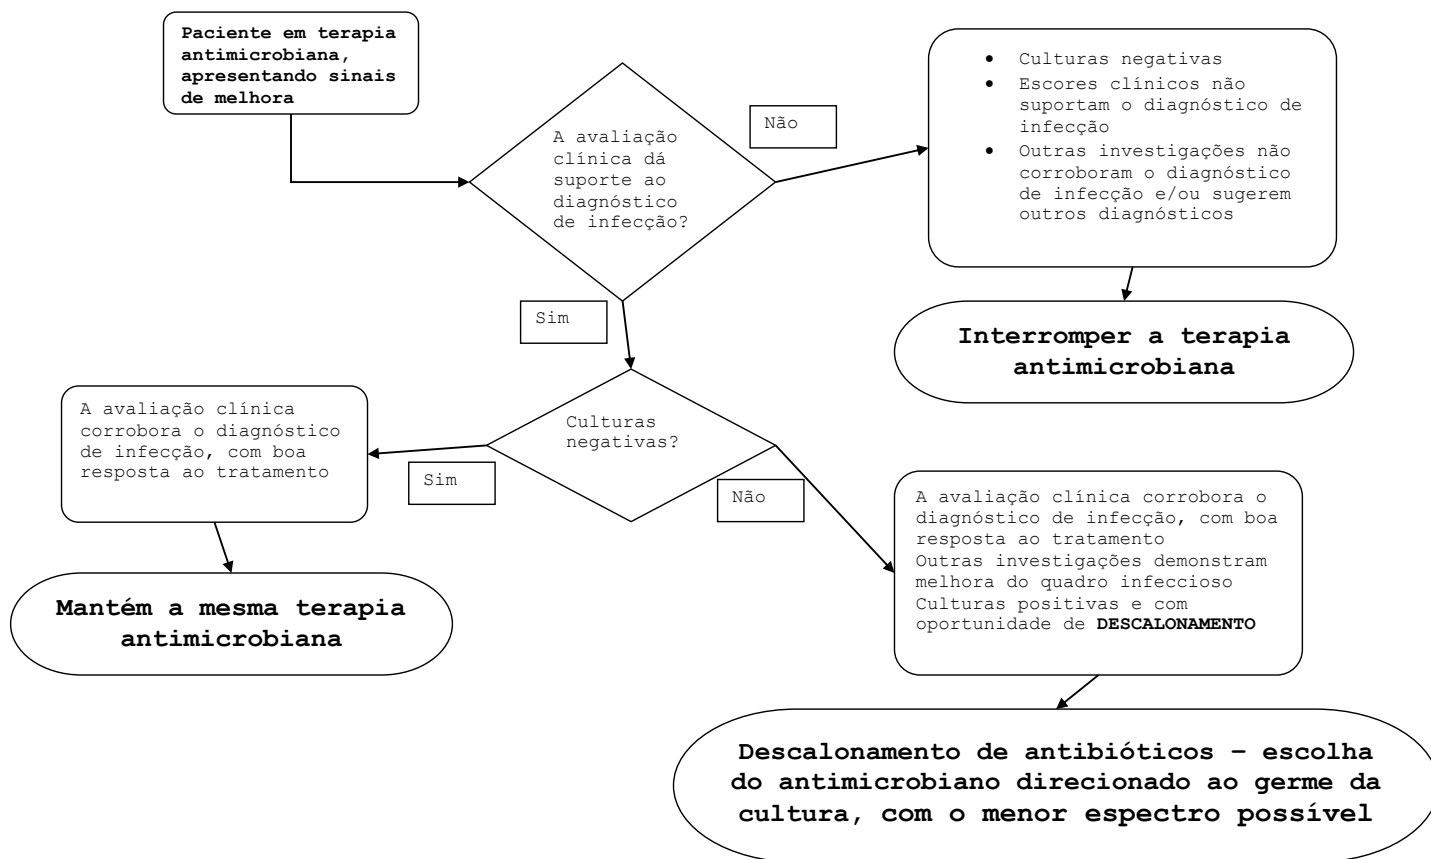 Paciente em terapia
antimicrobiana,
apresentando sinais
de melhora
A avaliação
clínica dá
suporte ao
diagnóstico
de infecção?
Não
• Culturas negativas
• Escores clínicos não
suportam o diagnóstico de
infecção
• Outras investigações não
corroboram o diagnóstico
de infecção e/ou sugerem
outros diagnósticos
Interromper a terapia
antimicrobiana
Sim
Culturas
negativas?
Sim
A avaliação clínica
corrobora o diagnóstico
de infecção, com boa
resposta ao tratamento
Mantém a mesma terapia
antimicrobiana
Não
A avaliação clínica corrobora o
diagnóstico de infecção, com boa
resposta ao tratamento
Outras investigações demonstram
melhora do quadro infeccioso
Culturas positivas e com
oportunidade de DESCALONAMENTO
Descalonamento de antibióticos – escolha
do antimicrobiano direcionado ao germe da
cultura, com o menor espectro possível